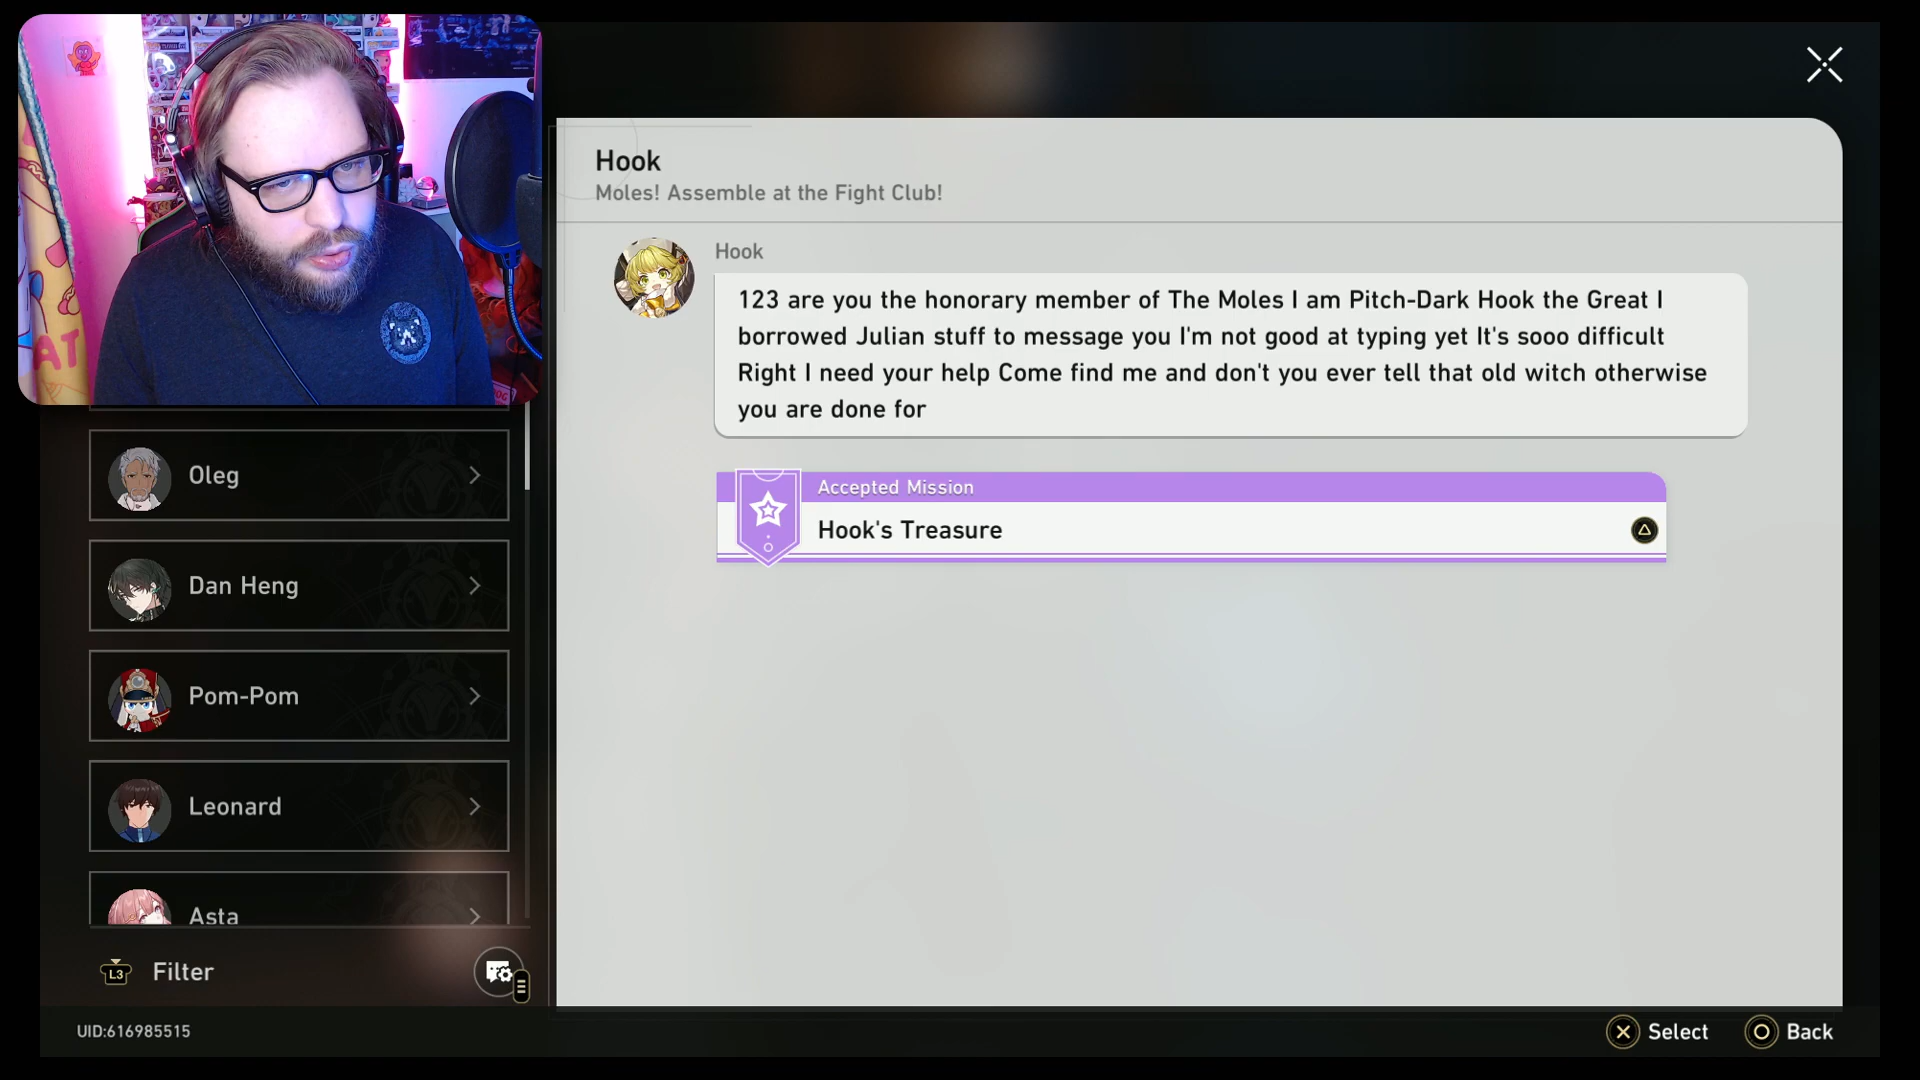 Hook
Moles! Assemble at the Fight Club!
Hook
123 are you the honorary member of The Moles I am Pitch-Dark Hook the Great I
borrowed Julian stuff to message you I'm not good at typing yet It's sooo difficult
Right I need your help Come find me and don't you ever tell that old witch otherwise
you are done for
Accepted Mission
Hook's Treasure
Oleg
Dan Heng
Pom-Pom
Leonard
Asta
L3
Filter
UID:616985515
Select
Back